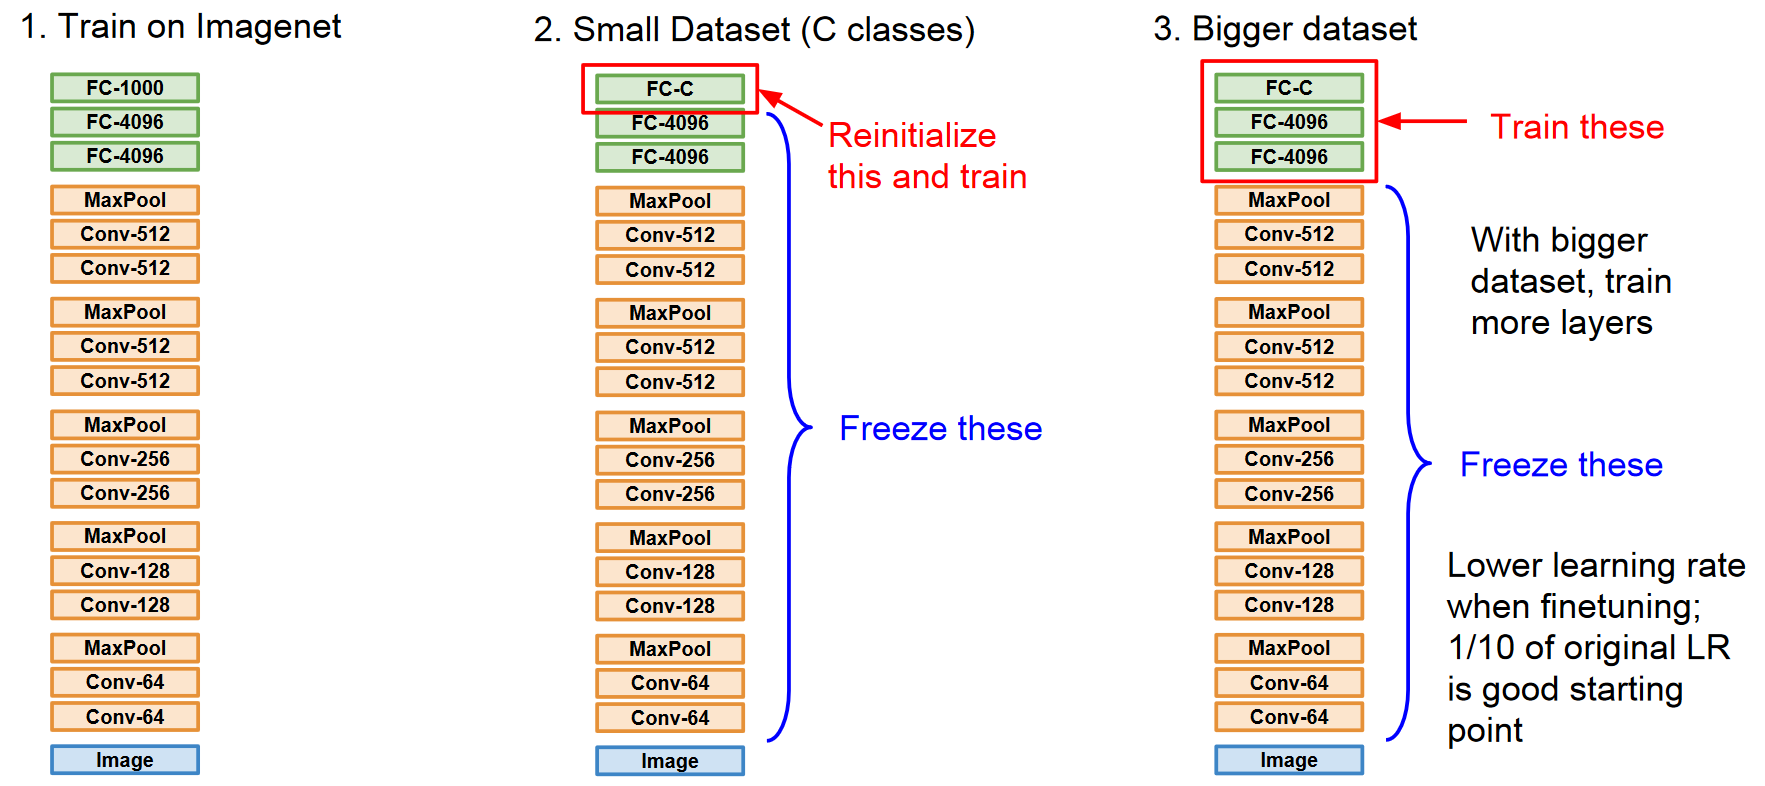 1. Train on Imagenet
FC-1000
FC-4096
FC-4096
MaxPool
Conv-512
Conv-512
MaxPool
Conv-512
Conv-512
MaxPool
Conv-256
Conv-256
MaxPool
Conv-128
Conv-128
MaxPool
Conv-64
Conv-64
Image
2. Small Dataset (C classes)
FC-C
FC-4096
FC-4096
MaxPool
Conv-512
Conv-512
MaxPool
Conv-512
Conv-512
MaxPool
Conv-256
Conv-256
MaxPool
Conv-128
Conv-128
MaxPool
Conv-64
Conv-64
Image
Reinitialize
this and train
Freeze these
3. Bigger dataset
FC-C
FC-4096
FC-4096
MaxPool
Conv-512
Conv-512
MaxPool
Conv-512
Conv-512
MaxPool
Conv-256
Conv-256
MaxPool
Conv-128
Conv-128
MaxPool
Conv-64
Conv-64
Image
Train these
With bigger
dataset, train
more layers
Freeze these
Lower learning rate
when finetuning;
1/10 of original LR
is good starting
point